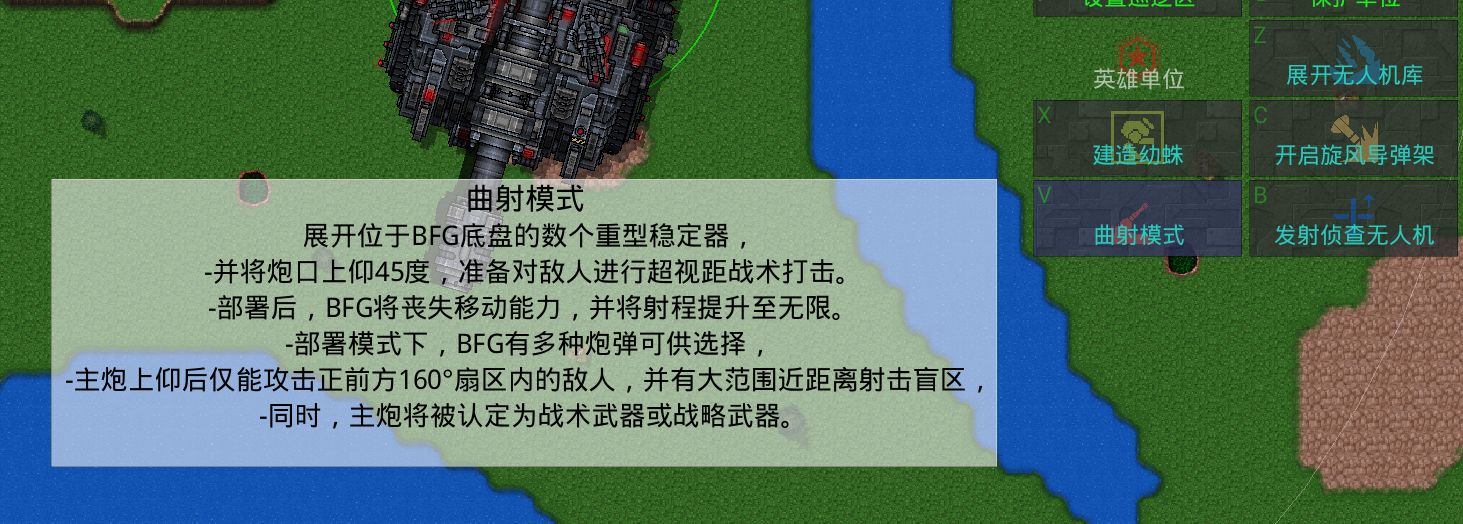 设置巡逻区
保护单位
英雄单位
Z
展开无人机库
X
建造幼蛛
C
开启旋风导弹架
V
曲射模式
B
发射侦查无人机
曲射模式
展开位于BFG底盘的数个重型稳定器，
-并将炮口上仰45度，准备对敌人进行超视距战术打击。
-部署后，BFG将丧失移动能力，并将射程提升至无限。
-部署模式下，BFG有多种炮弹可供选择，
-主炮上仰后仅能攻击正前方160°扇区内的敌人，并有大范围近距离射击盲区，
-同时，主炮将被认定为战术武器或战略武器。